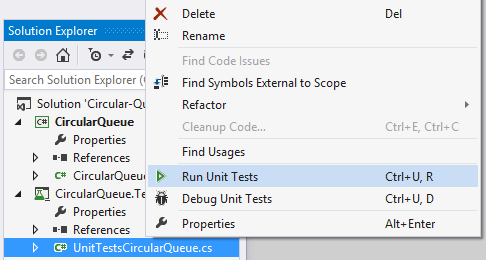 Solution Explorer
Search Solution Explorer (C
Solution 'Circular-Qu
C# CircularQueue
Properties
References
C# CircularQueue
CircularQueue.Te
Properties
References
C# UnitTestsCircularQueue.cs
Delete Del
Rename
Find Code Issues
Find Symbols External to Scope
Refactor
Cleanup Code... Ctrl+E, Ctrl+C
Find Usages
Run Unit Tests Ctrl+U, R
Debug Unit Tests Ctrl+U, D
Properties Alt+Enter